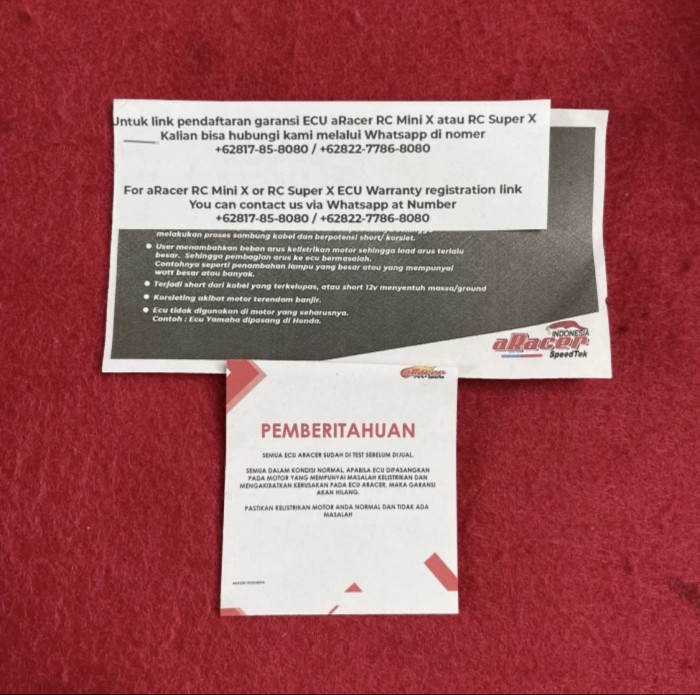 Untuk link pendaftaran garansi ECU aRacer RC Mini X atau RC Super X
Kalian bisa hubungi kami melalui Whatsapp di nomer
+62817-85-8080 / +62822-7786-8080
For aRacer RC Mini X or RC Super X ECU Warranty registration link
You can contact us via Whatsapp at Number
+62817-85-8080 / +62822-7786-8080
melakukan proses sambung kabel dan berpotensi short/ korslet.
● User menambahkan beban arus kelistrikan motor sehingga load arus terlalu
besar. Sehingga pembagian arus ke ecu bermasalah.
Contohnya seperti penambahan lampu yang besar atau yang mempunyai
watt besar atau banyak.
● Terjadi short dari kabel yang terkelupas, atau short 12v menyentuh massa/ground
● Korsleting akibat motor terendam banjir.
● Ecu tidak digunakan di motor yang seharusnya.
Contoh : Ecu Yamaha dipasang di Honda.
INDONESIA
aRacer
SpeedTek
aRacer
PEMBERITAHUAN
SEMUA ECU ARACER SUDAH DI TEST SEBELUM DIJUAL.
SEMUA DALAM KONDISI NORMAL, APABILA ECU DIPASANGKAN
PADA MOTOR YANG MEMPUNYAI MASALAH KELISTRIKAN DAN
MENGAKIBATKAN KERUSAKAN PADA ECU ARACER, MAKA GARANSI
AKAN HILANG.
PASTIKAN KELISTRIKAN MOTOR ANDA NORMAL DAN TIDAK ADA
MASALAH
ARACER INDONESIA